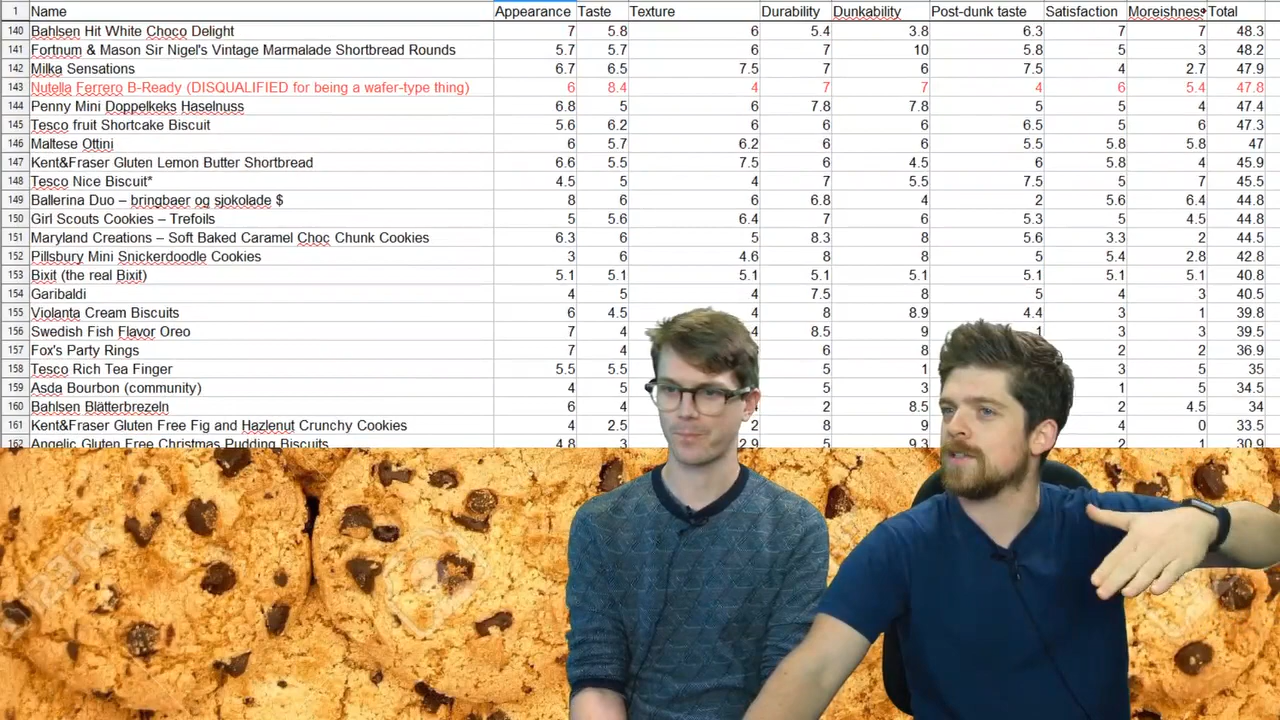 1 Name Appearance Taste Texture Durability Dunkability Post-dunk taste Satisfaction Moreishness Total
140 Bahlsen Hit White Choco Delight 7 5.8 6 5.4 3.8 6.3 7 7 48.3
141 Fortnum & Mason Sir Nigel's Vintage Marmalade Shortbread Rounds 5.7 5.7 6 7 10 5.8 5 3 48.2
142 Milka Sensations 6.7 6.5 7.5 7 6 7.5 4 2.7 47.9
143 Nutella Ferrero B-Ready (DISQUALIFIED for being a wafer-type thing) 6 8.4 4 7 7 4 6 5.4 47.8
144 Penny Mini Doppelkeks Haselnuss 6.8 5 6 7.8 7.8 5 5 4 47.4
145 Tesco fruit Shortcake Biscuit 5.6 6.2 6 6 6 6.5 5 6 47.3
146 Maltese Ottini 6 5.7 6.2 6 6 5.5 5.8 5.8 47
147 Kent&Fraser Gluten Lemon Butter Shortbread 6.6 5.5 7.5 6 4.5 6 5.8 4 45.9
148 Tesco Nice Biscuit* 4.5 5 4 7 5.5 7.5 5 7 45.5
149 Ballerina Duo – bringbaer og sjokolade $ 8 6 6 6.8 4 2 5.6 6.4 44.8
150 Girl Scouts Cookies – Trefoils 5 5.6 6.4 7 6 5.3 5 4.5 44.8
151 Maryland Creations – Soft Baked Caramel Choc Chunk Cookies 6.3 6 5 8.3 8 5.6 3.3 2 44.5
152 Pillsbury Mini Snickerdoodle Cookies 3 6 4.6 8 8 5 5.4 2.8 42.8
153 Bixit (the real Bixit) 5.1 5.1 5.1 5.1 5.1 5.1 5.1 5.1 40.8
154 Garibaldi 4 5 4 7.5 8 5 4 3 40.5
155 Violanta Cream Biscuits 6 4.5 4 8 8.9 4.4 3 1 39.8
156 Swedish Fish Flavor Oreo 7 4 4 8.5 9 1 3 3 39.5
157 Fox's Party Rings 7 4 6 8 2 2 36.9
158 Tesco Rich Tea Finger 5.5 5.5 5 1 3 5 35
159 Asda Bourbon (community) 4 5 5 3 1 5 34.5
160 Bahlsen Blätterbrezeln 6 4 2 8.5 2 4.5 34
161 Kent&Fraser Gluten Free Fig and Hazlenut Crunchy Cookies 4 2.5 2 8 9 4 0 33.5
162 Angelic Gluten Free Christmas Pudding Biscuits 4.8 3 2.9 5 9.3 2 1 30.9